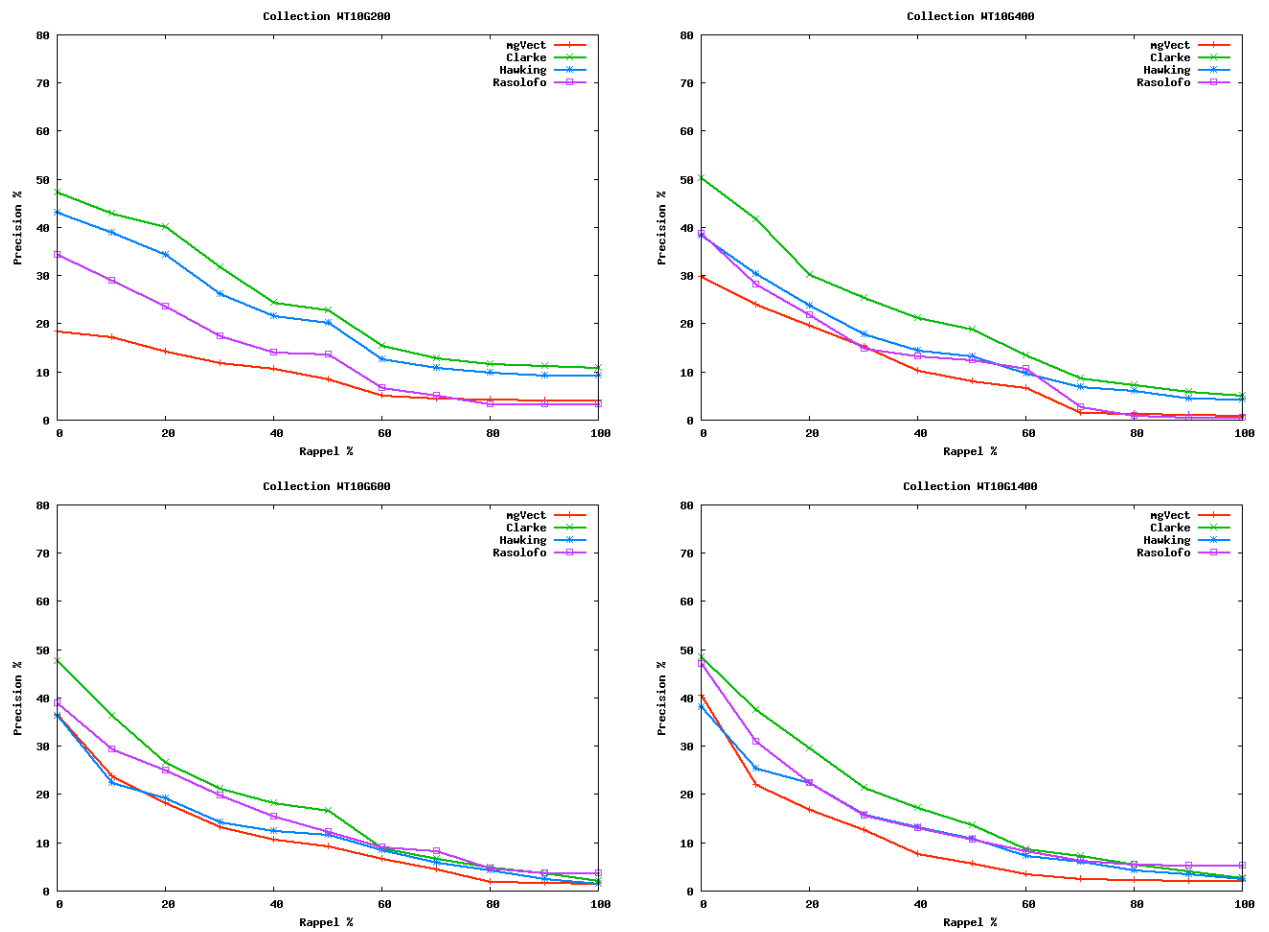 Collection WT10G200
80
70
60
50
40
30
20
10
0
Precision %
mgVect
Clarke
Hawking
Rasolofo
0 20 40 60 80 100
Rappel %
Collection WT10G400
80
70
60
50
40
30
20
10
0
Precision %
mgVect
Clarke
Hawking
Rasolofo
0 20 40 60 80 100
Rappel %
Collection WT10G600
80
70
60
50
40
30
20
10
0
Precision %
mgVect
Clarke
Hawking
Rasolofo
0 20 40 60 80 100
Rappel %
Collection WT10G1400
80
70
60
50
40
30
20
10
0
Precision %
mgVect
Clarke
Hawking
Rasolofo
0 20 40 60 80 100
Rappel %